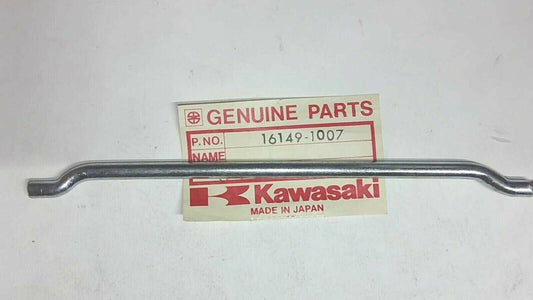 GENUINE PARTS
P.NO. 16149-1007
NAME
Kawasaki
MADE IN JAPAN